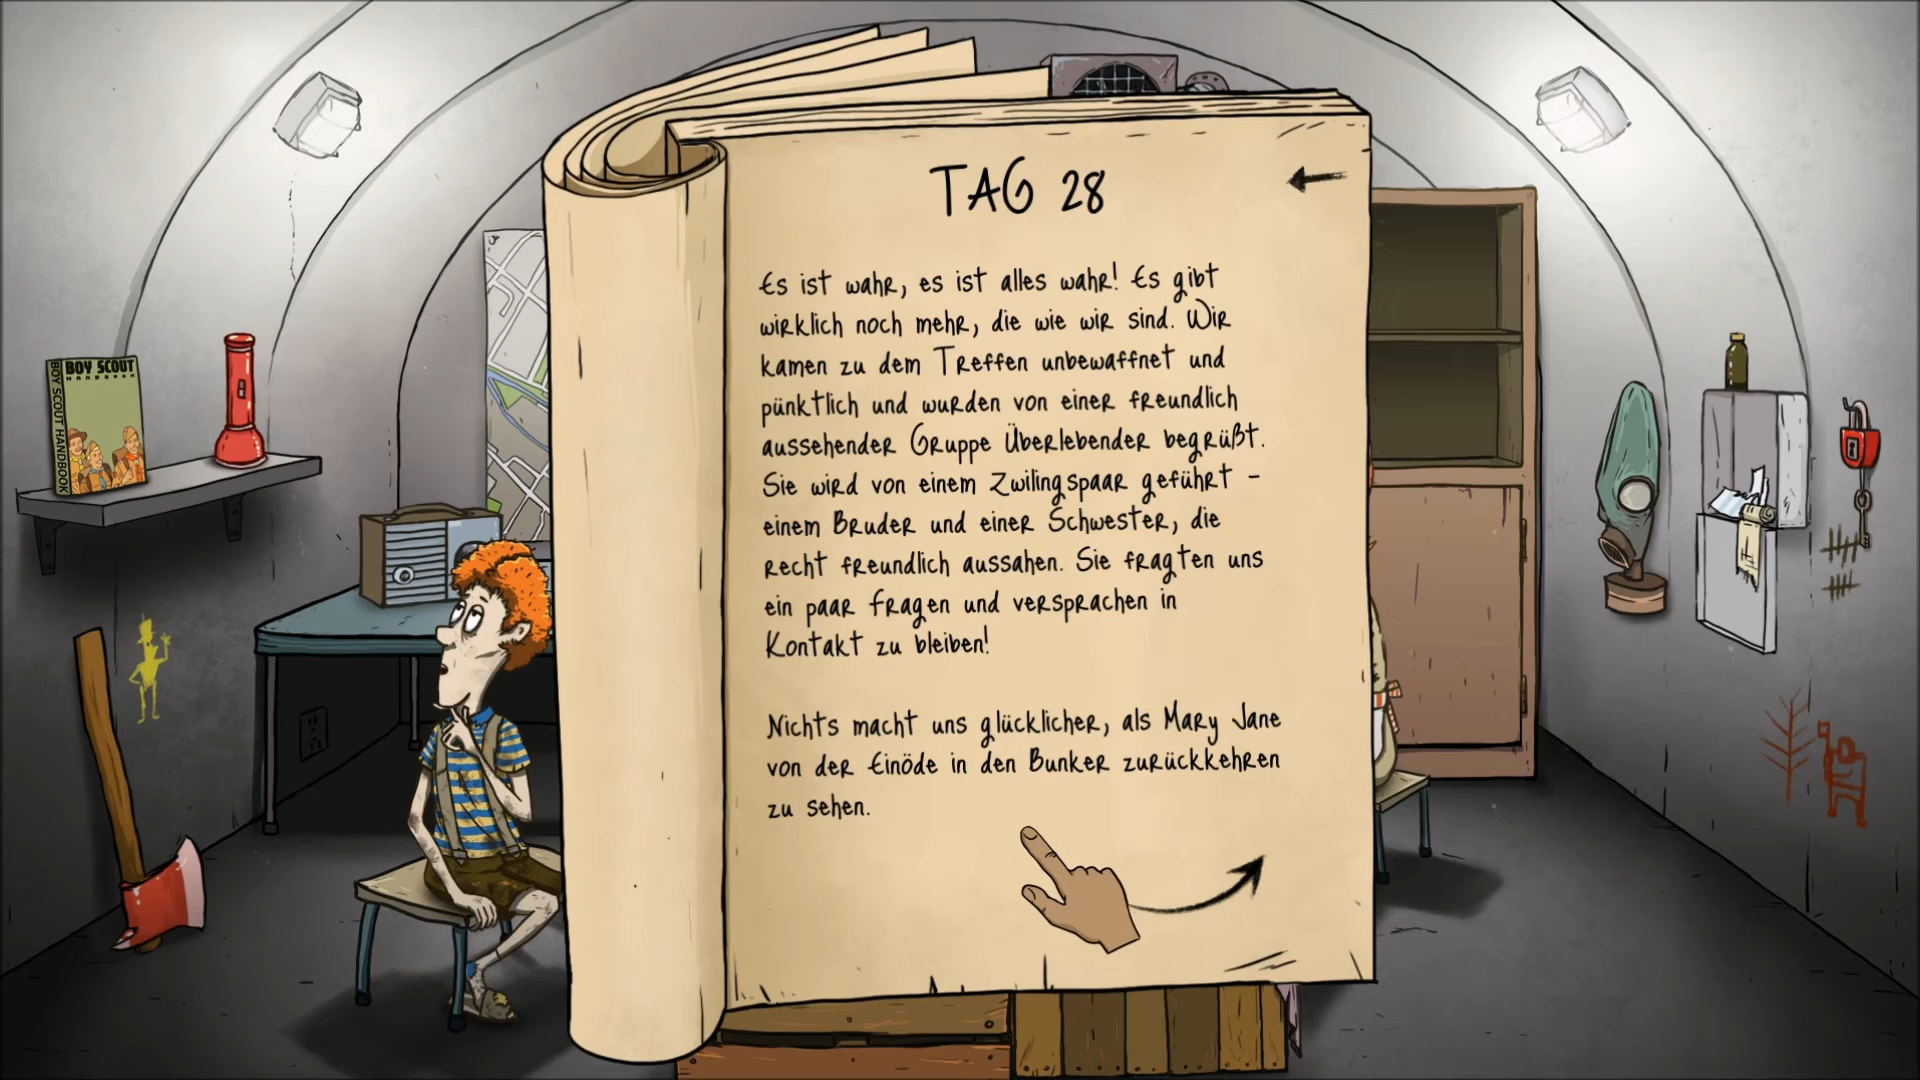 BOY SCOUT
HANDBOOK
BOY SCOUT HANDBOOK
TAG 28
Es ist wahr, es ist alles wahr! Es gibt
wirklich noch mehr, die wie wir sind. Wir
kamen zu dem Treffen unbewaffnet und
pünktlich und wurden von einer freundlich
aussehender Gruppe Überlebender begrüßt.
Sie wird von einem Zwilingspaar geführt -
einem Bruder und einer Schwester, die
recht freundlich aussahen. Sie fragten uns
ein paar Fragen und versprachen in
Kontakt zu bleiben!
Nichts macht uns glücklicher, als Mary Jane
von der Einöde in den Bunker zurückkehren
zu sehen.